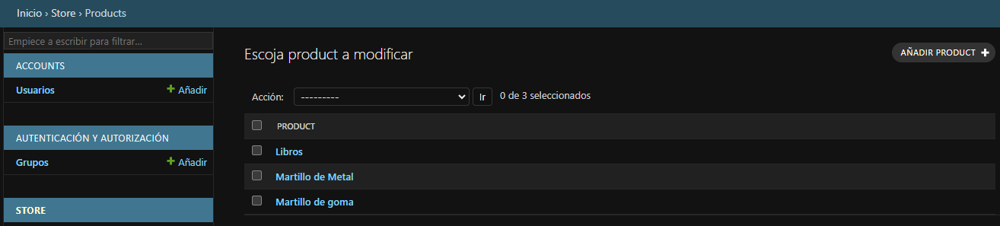 Inicio › Store › Products
Empiece a escribir para filtrar...
ACCOUNTS
Usuarios + Añadir
AUTENTICACIÓN Y AUTORIZACIÓN
Grupos + Añadir
STORE
Escoja product a modificar
AÑADIR PRODUCT +
Acción: --------- Ir 0 de 3 seleccionados
PRODUCT
Libros
Martillo de Metal
Martillo de goma